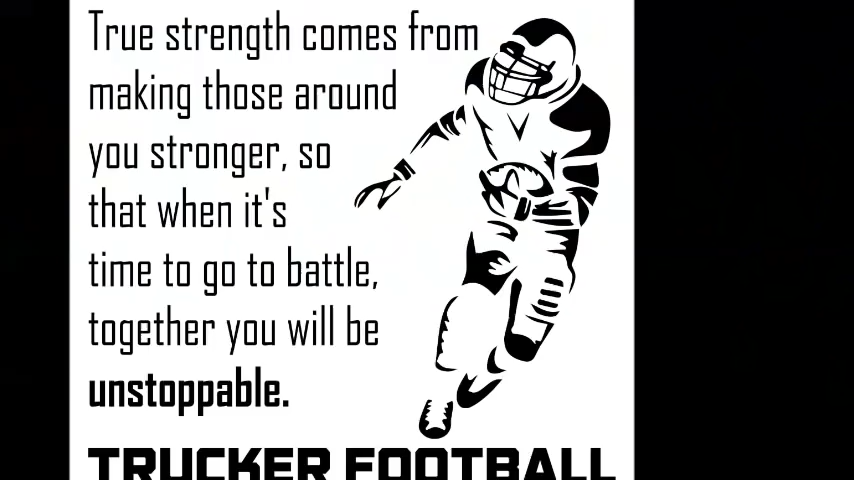 True strength comes from
making those around
you stronger, so
that when it's
time to go to battle,
together you will be
unstoppable.
TRUCKER FOOTBALL